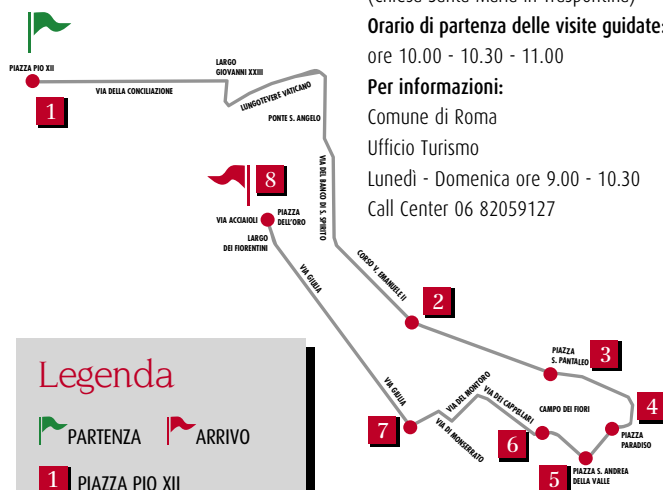 (Chiesa Santa Maria in Traspontina)
Orario di partenza delle visite guidate:
ore 10.00 - 10.30 - 11.00
Per informazioni:
Comune di Roma
Ufficio Turismo
Lunedì - Domenica ore 9.00 - 10.30
Call Center 06 82059127
PIAZZA PIO XII
1
VIA DELLA CONCILIAZIONE
LARGO
GIOVANNI XXIII
LUNGOTEVERE VATICANO
PONTE S. ANGELO
VIA DEL BANCO DI S. SPIRITO
8
VIA ACCIAIOLI
PIAZZA
DELL'ORO
LARGO
DEI FIORENTINI
VIA GIULIA
CORSO V. EMANUELE II
2
PIAZZA
S. PANTALEO
3
4
PIAZZA
PARADISO
VIA GIULIA
VIA DEL MONTORO
VIA DEI CAPPELLARI
CAMPO DEI FIORI
7
VIA DI MONSERRATO
6
5
PIAZZA S. ANDREA
DELLA VALLE
Legenda
PARTENZA ARRIVO
1 PIAZZA PIO XII